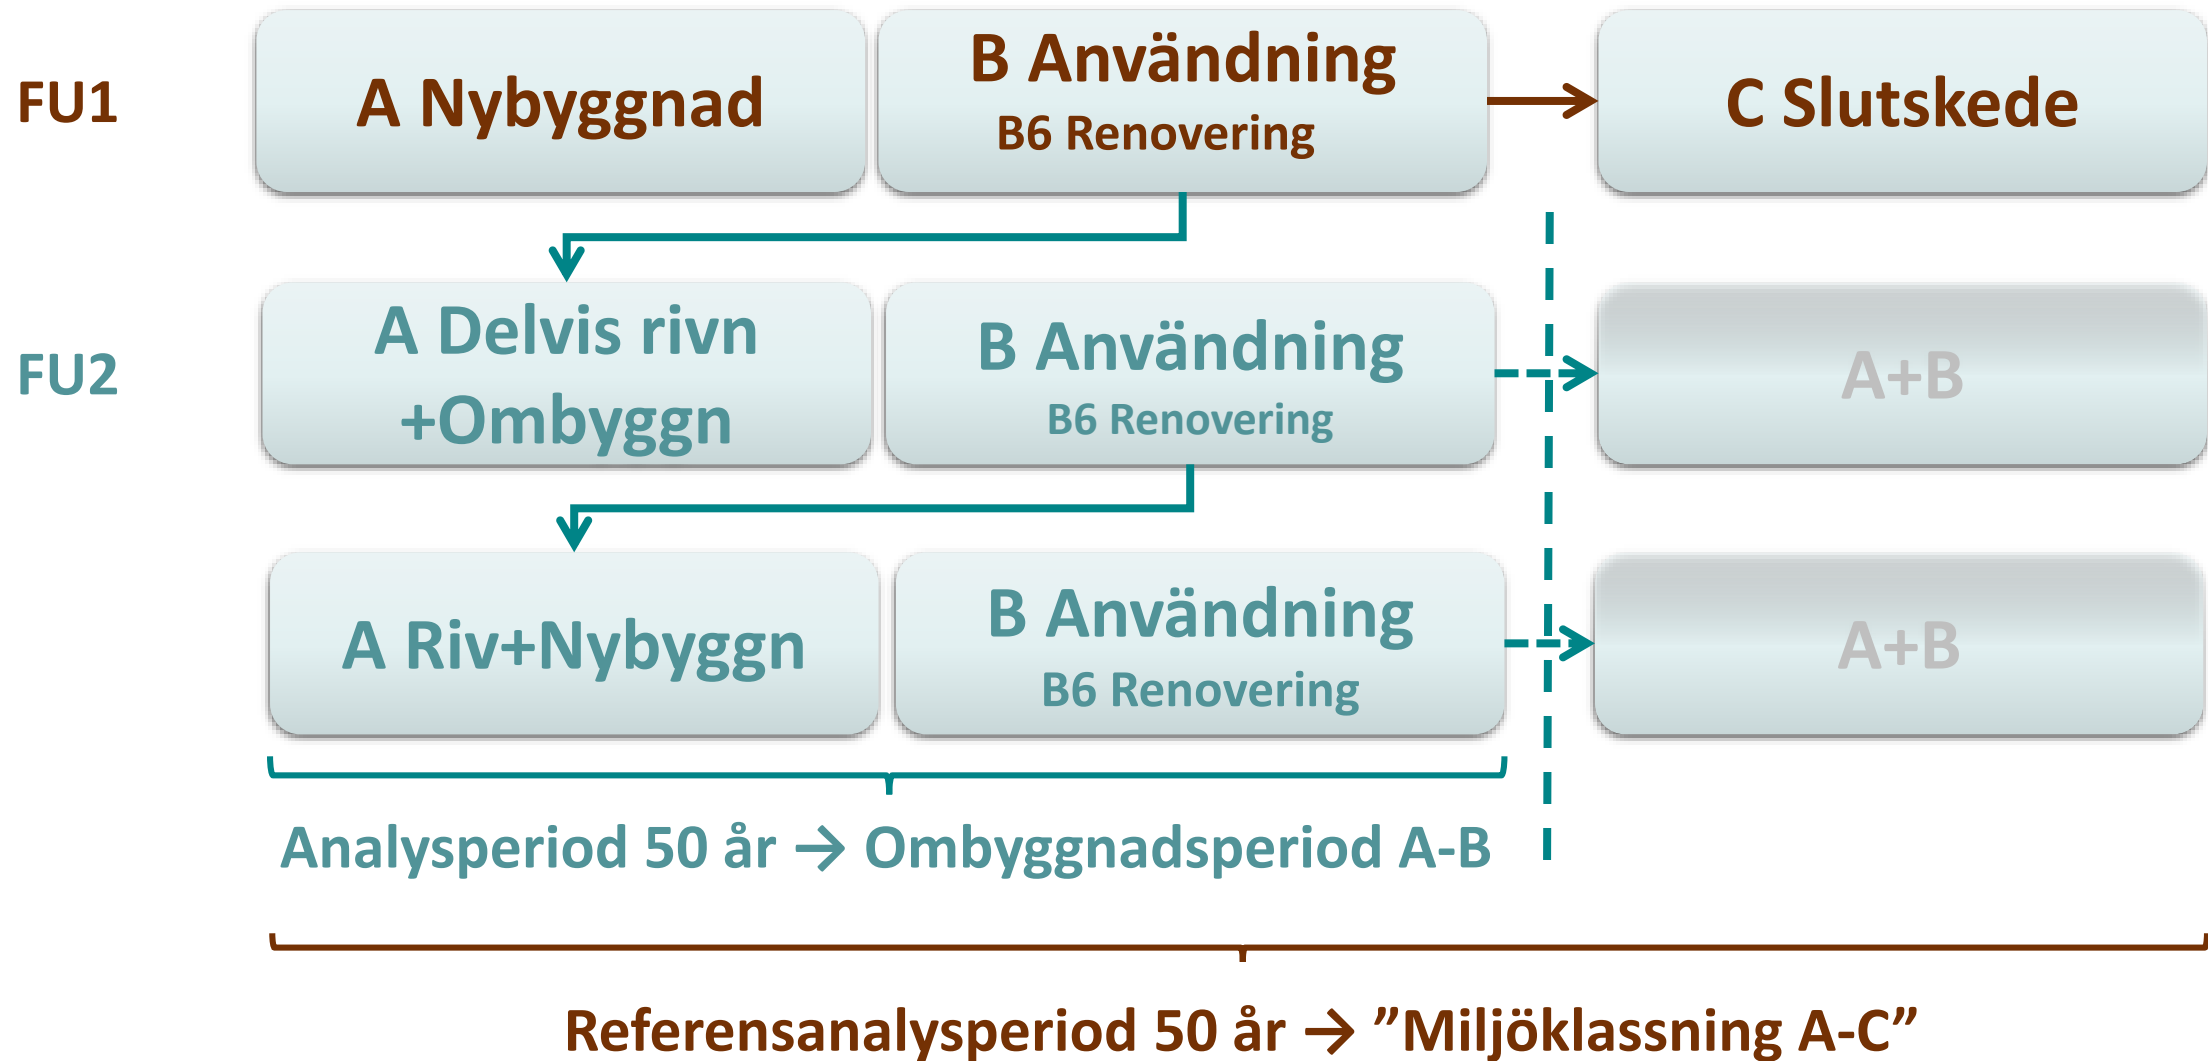 FU1
A Nybyggnad
B Användning
B6 Renovering
C Slutskede
FU2
A Delvis rivn
+Ombyggn
B Användning
B6 Renovering
A+B
A Riv+Nybyggn
B Användning
B6 Renovering
A+B
Analysperiod 50 år → Ombyggnadsperiod A-B
Referensanalysperiod 50 år → ”Miljöklassning A-C”